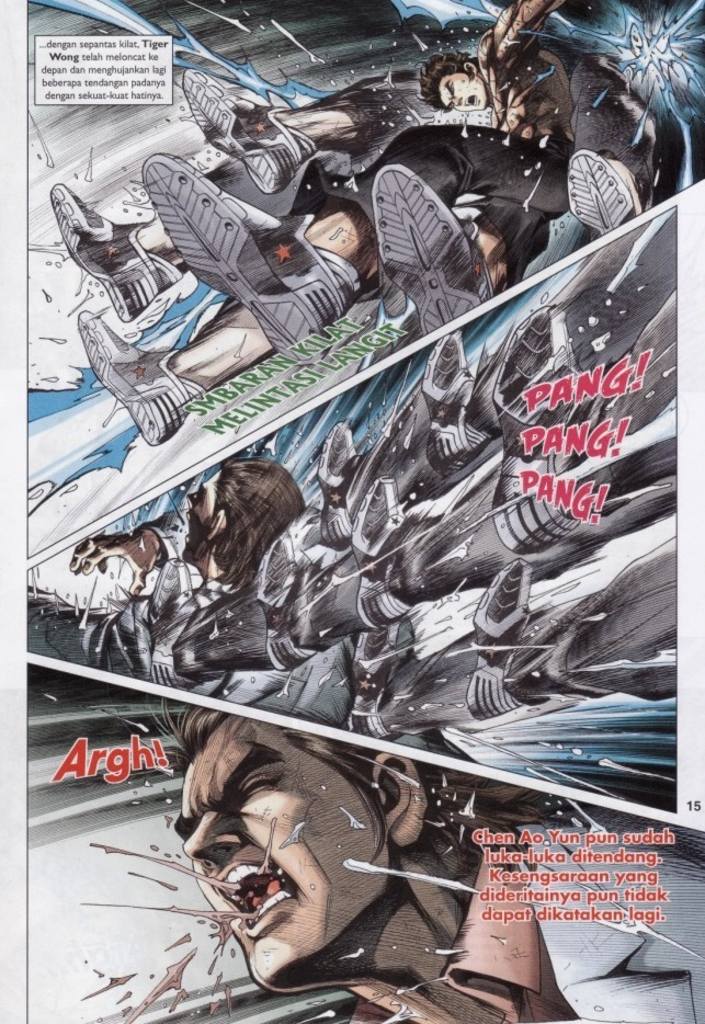 ...dengan sepantas kilat, Tiger
Wong telah meloncat ke
depan dan menghujankan lagi
beberapa tendangan padanya
dengan sekuat-kuat hatinya.
SMBARAN KILAT
MELINTASI LANGIT
PANG!
PANG!
PANG!
Argh!
15
Chen Ao Yun pun sudah
luka-luka ditendang.
Kesengsaraan yang
dideritainya pun tidak
dapat dikatakan lagi.